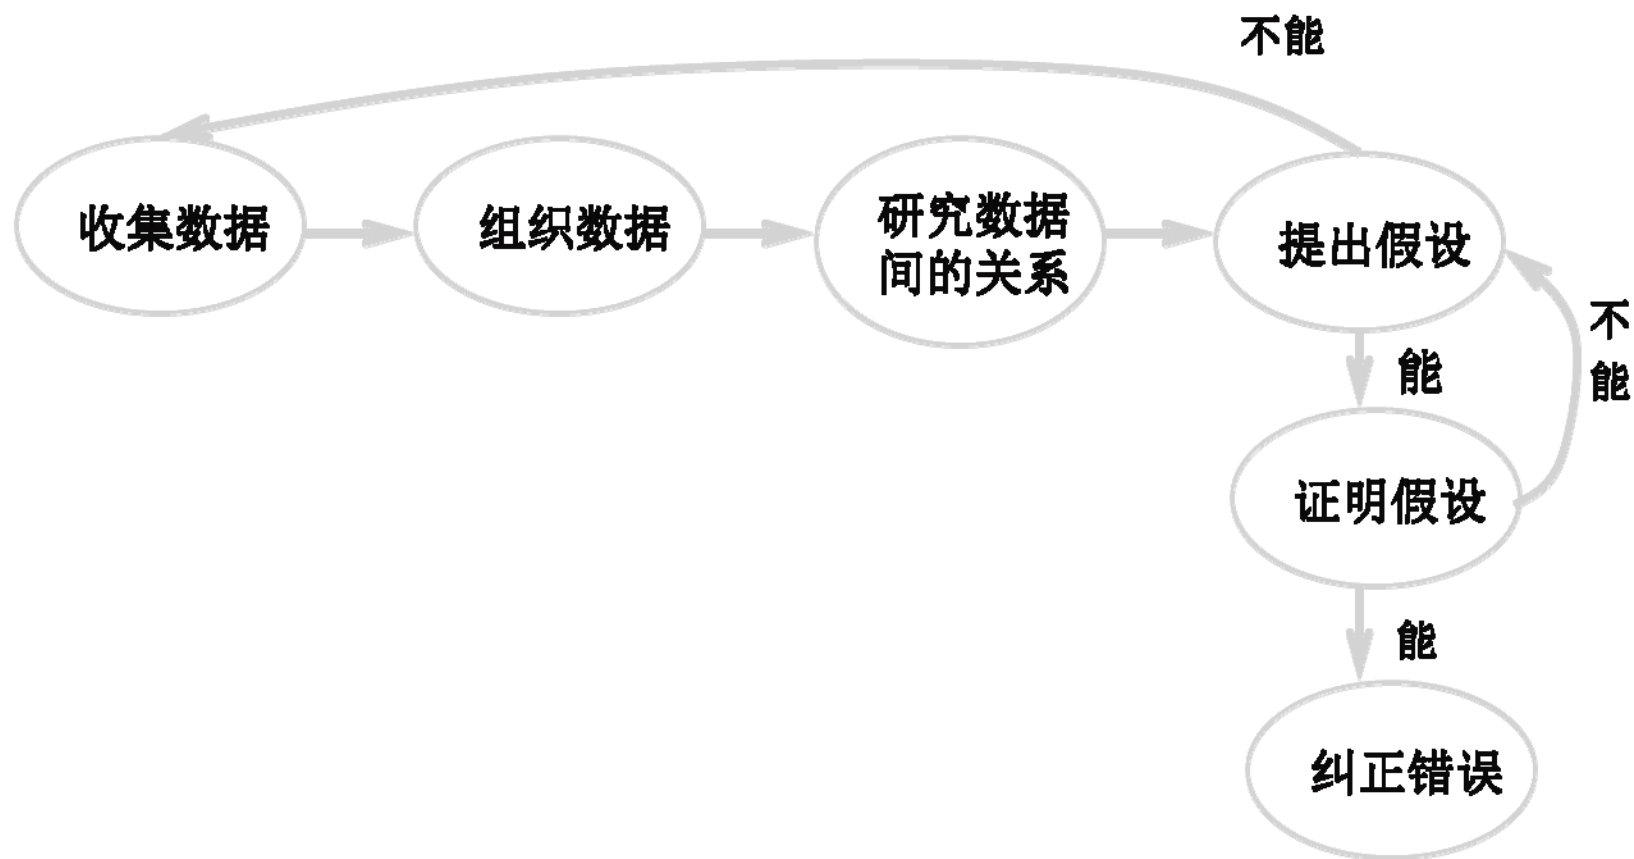 不能
收集数据
组织数据
研究数据
间的关系
提出假设
不
能
能
证明假设
能
纠正错误